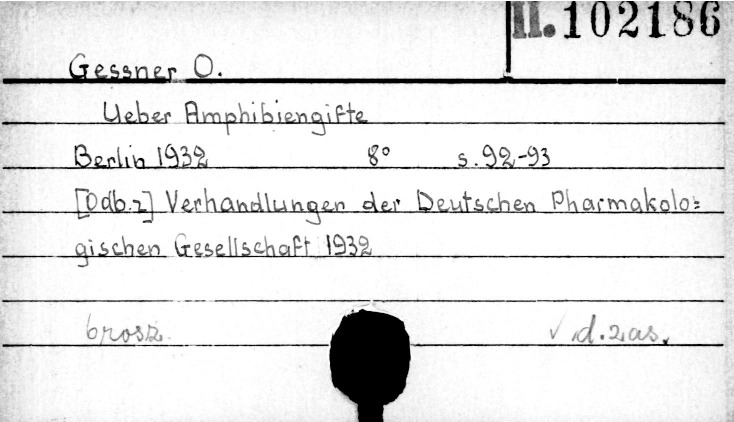 II.102186
Gessner O.
Ueber Amphibiengifte
Berlin 1932 8° s.92-93
[Odb.z] Verhandlungen der Deutschen Pharmakolo=
gischen Gesellschaft 1932
brosz. d.zas.